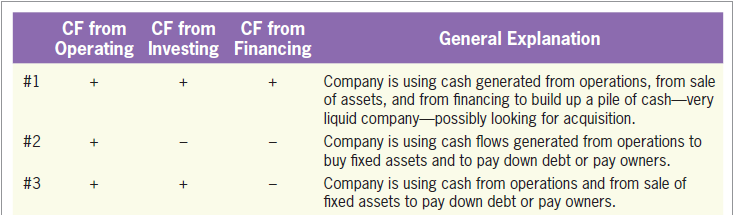 CF from CF from CF from
Operating Investing Financing General Explanation
#1 + + + Company is using cash generated from operations, from sale
of assets, and from financing to build up a pile of cash—very
liquid company—possibly looking for acquisition.
#2 + – – Company is using cash flows generated from operations to
buy fixed assets and to pay down debt or pay owners.
#3 + + – Company is using cash from operations and from sale of
fixed assets to pay down debt or pay owners.